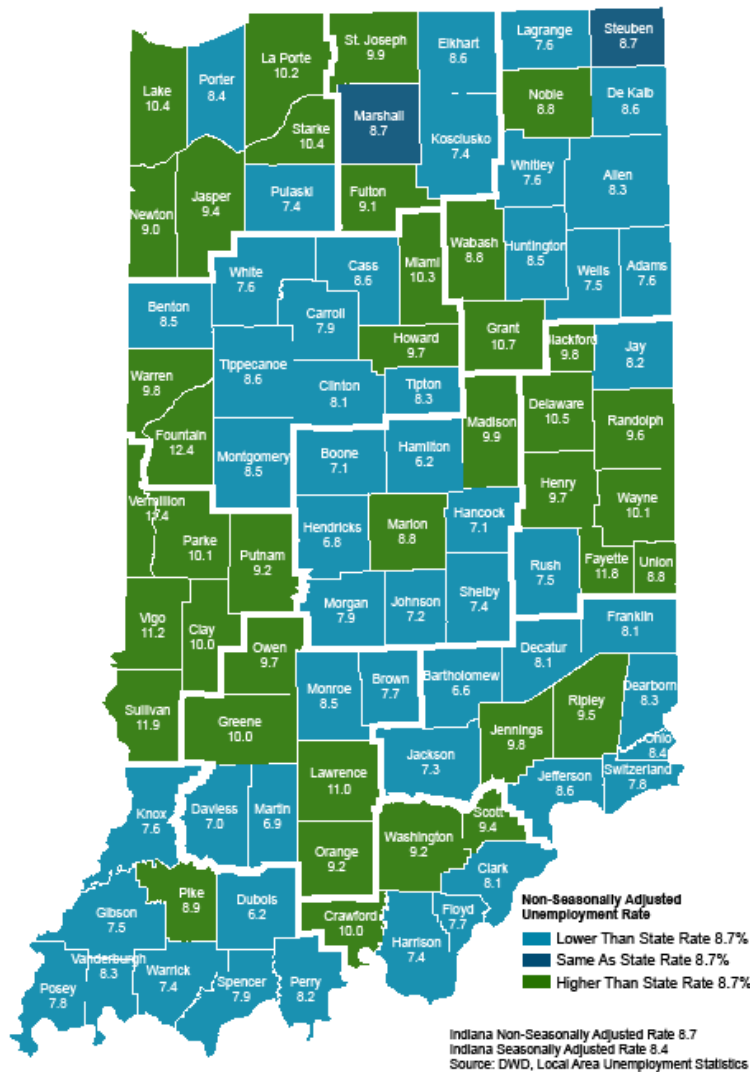 Lake
10.4
Porter
8.4
La Porte
10.2
St. Joseph
9.9
Elkhart
8.6
Lagrange
7.6
Steuben
8.7
Noble
8.8
De Kalb
8.6
Starke
10.4
Marshall
8.7
Kosciusko
7.4
Whitley
7.6
Allen
8.3
Newton
9.0
Jasper
9.4
Pulaski
7.4
Fulton
9.1
Wabash
8.8
Huntington
8.5
Wells
7.5
Adams
7.6
White
7.6
Cass
8.6
Miami
10.3
Benton
8.5
Carroll
7.9
Howard
9.7
Grant
10.7
Blackford
9.8
Jay
8.2
Warren
9.8
Tippecanoe
8.6
Clinton
8.1
Tipton
8.3
Madison
9.9
Delaware
10.5
Randolph
9.6
Fountain
12.4
Montgomery
8.5
Boone
7.1
Hamilton
6.2
Henry
9.7
Wayne
10.1
Vermillion
12.4
Parke
10.1
Putnam
9.2
Hendricks
6.8
Marion
8.8
Hancock
7.1
Rush
7.5
Fayette
11.8
Union
8.8
Vigo
11.2
Clay
10.0
Morgan
7.9
Johnson
7.2
Shelby
7.4
Franklin
8.1
Owen
9.7
Monroe
8.5
Brown
7.7
Bartholomew
6.6
Decatur
8.1
Dearborn
8.3
Sullivan
11.9
Greene
10.0
Jennings
9.8
Ripley
9.5
Ohio
8.4
Lawrence
11.0
Jackson
7.3
Jefferson
8.6
Switzerland
7.8
Knox
7.6
Daviess
7.0
Martin
6.9
Orange
9.2
Washington
9.2
Scott
9.4
Clark
8.1
Gibson
7.5
Pike
8.9
Dubois
6.2
Crawford
10.0
Harrison
7.4
Floyd
7.7
Posey
7.8
Vanderburgh
8.3
Warrick
7.4
Spencer
7.9
Perry
8.2
Non-Seasonally Adjusted
Unemployment Rate
Lower Than State Rate 8.7%
Same As State Rate 8.7%
Higher Than State Rate 8.7%
Indiana Non-Seasonally Adjusted Rate 8.7
Indiana Seasonally Adjusted Rate 8.4
Source: DWD, Local Area Unemployment Statistics